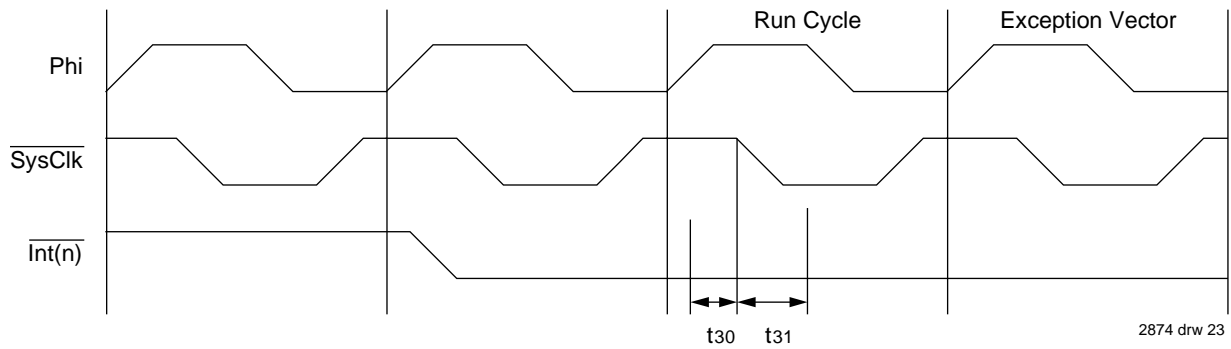 Run Cycle
Exception Vector
Phi
SysClk
Int(n)
t30
t31
2874 drw 23